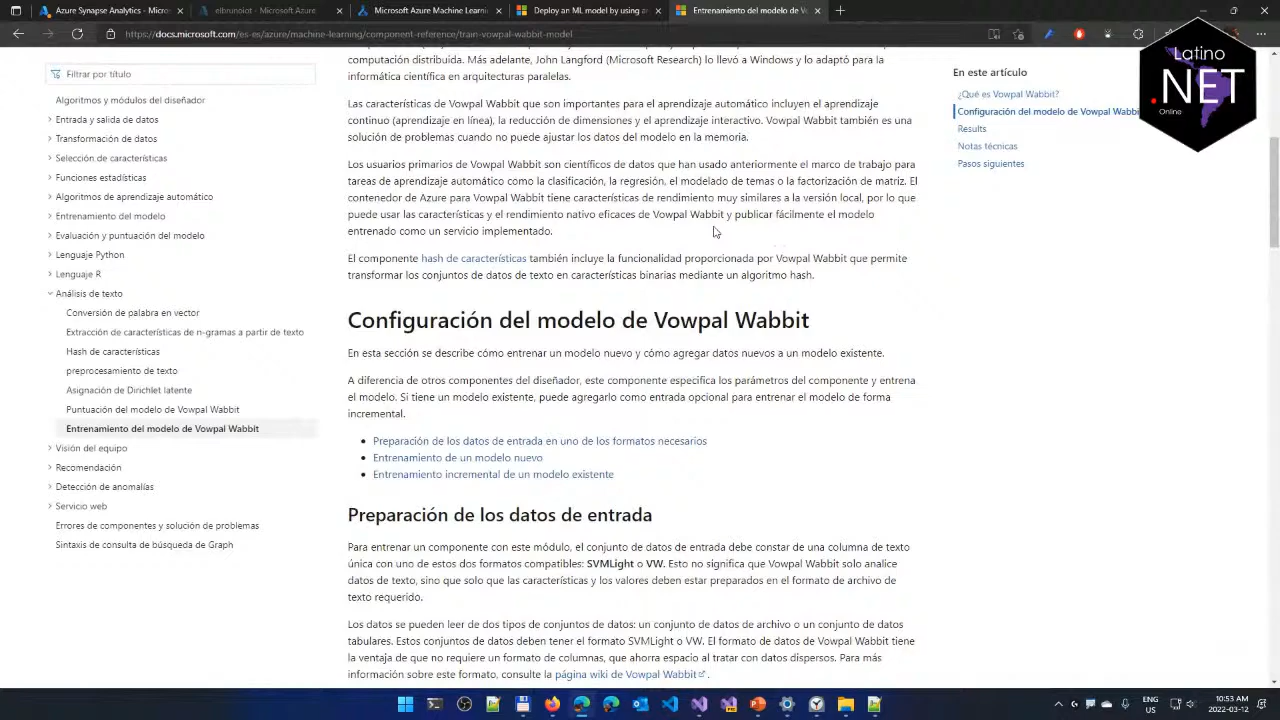 Azure Synapse Analytics - Micros
elbrunoiot - Microsoft Azure
Microsoft Azure Machine Learnin
Deploy an ML model by using a
Entrenamiento del modelo de V
https://docs.microsoft.com/es-es/azure/machine-learning/component-reference/train-vowpal-wabbit-model
Latino
.NET
Online
Filtrar por título
Algoritmos y módulos del diseñador
Entrada y salida de datos
Transformación de datos
Selección de características
Funciones estadísticas
Algoritmos de aprendizaje automático
Entrenamiento del modelo
Evaluación y puntuación del modelo
Lenguaje Python
Lenguaje R
Análisis de texto
Conversión de palabra en vector
Extracción de características de n-gramas a partir de texto
Hash de características
preprocesamiento de texto
Asignación de Dirichlet latente
Puntuación del modelo de Vowpal Wabbit
Entrenamiento del modelo de Vowpal Wabbit
Visión del equipo
Recomendación
Detección de anomalías
Servicio web
Errores de componentes y solución de problemas
Sintaxis de consulta de búsqueda de Graph
computación distribuida. Más adelante, John Langford (Microsoft Research) lo llevó a Windows y lo adaptó para la
informática científica en arquitecturas paralelas.
Las características de Vowpal Wabbit que son importantes para el aprendizaje automático incluyen el aprendizaje
continuo (aprendizaje en línea), la reducción de dimensiones y el aprendizaje interactivo. Vowpal Wabbit también es una
solución de problemas cuando no puede ajustar los datos del modelo en la memoria.
Los usuarios primarios de Vowpal Wabbit son científicos de datos que han usado anteriormente el marco de trabajo para
tareas de aprendizaje automático como la clasificación, la regresión, el modelado de temas o la factorización de matriz. El
contenedor de Azure para Vowpal Wabbit tiene características de rendimiento muy similares a la versión local, por lo que
puede usar las características y el rendimiento nativo eficaces de Vowpal Wabbit y publicar fácilmente el modelo
entrenado como un servicio implementado.
El componente hash de características también incluye la funcionalidad proporcionada por Vowpal Wabbit que permite
transformar los conjuntos de datos de texto en características binarias mediante un algoritmo hash.
Configuración del modelo de Vowpal Wabbit
En esta sección se describe cómo entrenar un modelo nuevo y cómo agregar datos nuevos a un modelo existente.
A diferencia de otros componentes del diseñador, este componente especifica los parámetros del componente y entrena
el modelo. Si tiene un modelo existente, puede agregarlo como entrada opcional para entrenar el modelo de forma
incremental.
Preparación de los datos de entrada en uno de los formatos necesarios
Entrenamiento de un modelo nuevo
Entrenamiento incremental de un modelo existente
Preparación de los datos de entrada
Para entrenar un componente con este módulo, el conjunto de datos de entrada debe constar de una columna de texto
única con uno de estos dos formatos compatibles: SVMLight o VW. Esto no significa que Vowpal Wabbit solo analice
datos de texto, sino que solo que las características y los valores deben estar preparados en el formato de archivo de
texto requerido.
Los datos se pueden leer de dos tipos de conjuntos de datos: un conjunto de datos de archivo o un conjunto de datos
tabulares. Estos conjuntos de datos deben tener el formato SVMLight o VW. El formato de datos de Vowpal Wabbit tiene
la ventaja de que no requiere un formato de columnas, que ahorra espacio al tratar con datos dispersos. Para más
información sobre este formato, consulte la página wiki de Vowpal Wabbit.
En este artículo
¿Qué es Vowpal Wabbit?
Configuración del modelo de Vowpal Wabbi
Results
Notas técnicas
Pasos siguientes
ENG
US
10:53 AM
2022-03-12